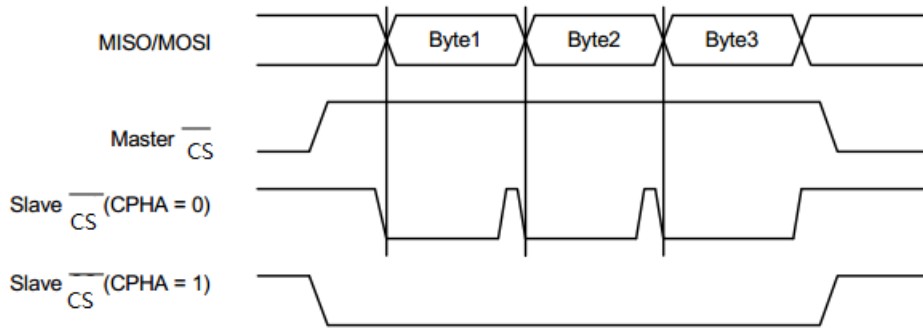 MISO/MOSI
Byte1
Byte2
Byte3
Master CS
Slave CS (CPHA = 0)
Slave CS (CPHA = 1)